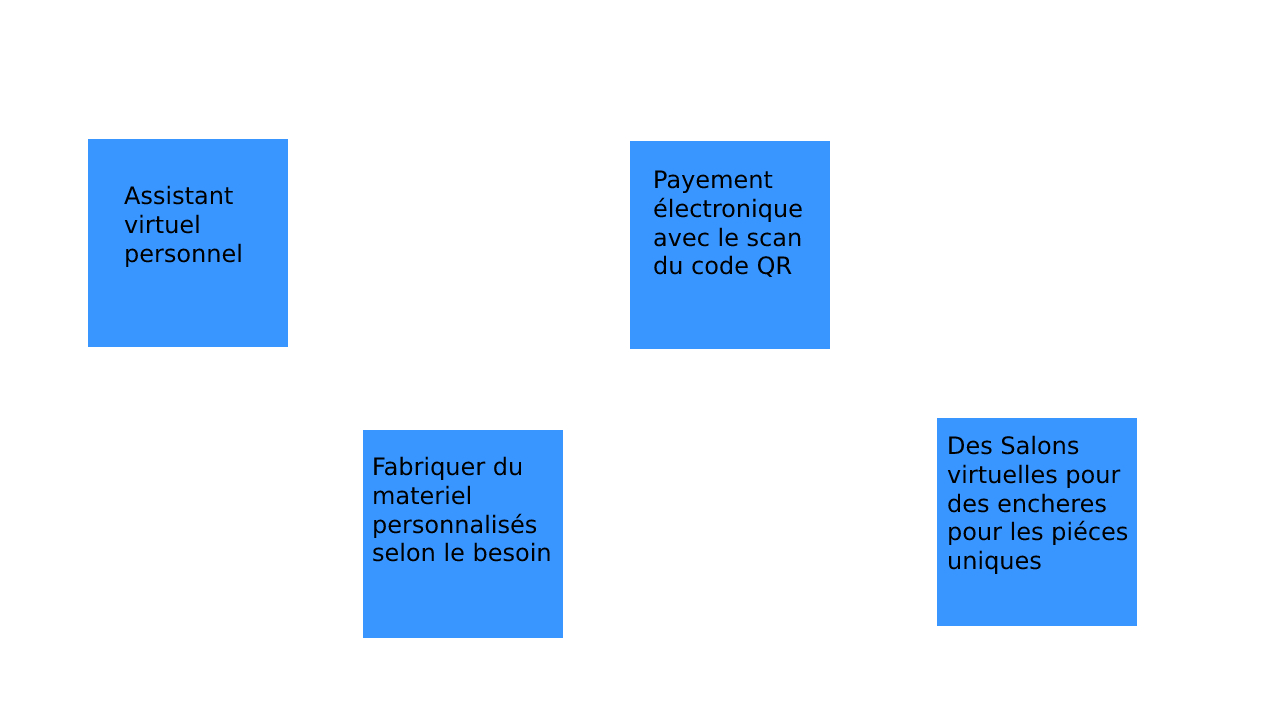 Assistant
virtuel
personnel
Payement
électronique
avec le scan
du code QR
Fabriquer du
materiel
personnalisés
selon le besoin
Des Salons
virtuelles pour
des encheres
pour les piéces
uniques